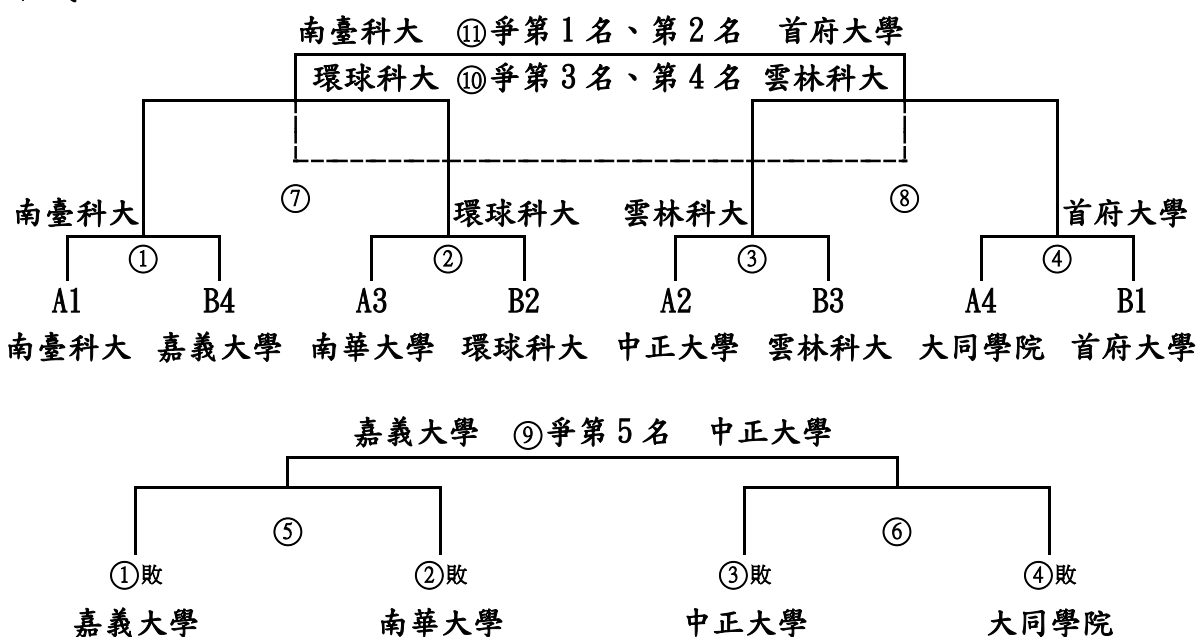 南臺科大 ⑪爭第1名、第2名 首府大學
環球科大 ⑩爭第3名、第4名 雲林科大
⑦ ⑧
南臺科大 環球科大 雲林科大 首府大學
① ② ③ ④
A1 B4 A3 B2 A2 B3 A4 B1
南臺科大 嘉義大學 南華大學 環球科大 中正大學 雲林科大 大同學院 首府大學
嘉義大學 ⑨爭第5名 中正大學
⑤ ⑥
①敗 ②敗 ③敗 ④敗
嘉義大學 南華大學 中正大學 大同學院